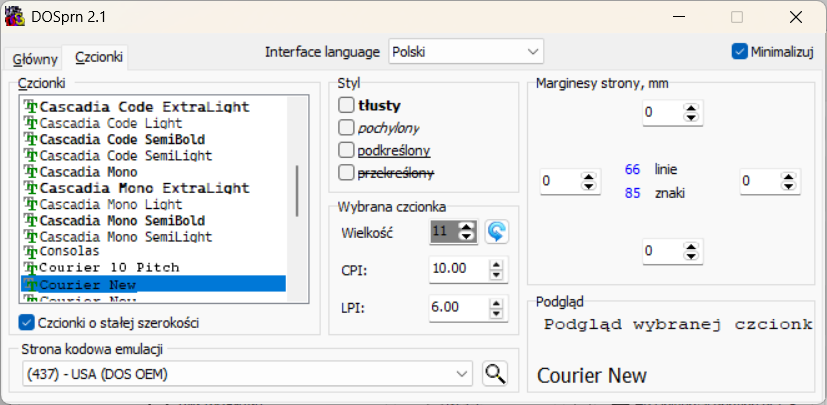 DOSprn 2.1
Główny
Czcionki
Interface language
Polski
Minimalizuj
Czcionki
Cascadia Code ExtraLight
Cascadia Code Light
Cascadia Code SemiBold
Cascadia Code SemiLight
Cascadia Mono
Cascadia Mono ExtraLight
Cascadia Mono Light
Cascadia Mono SemiBold
Cascadia Mono SemiLight
Consolas
Courier 10 Pitch
Courier New
Courier New
Czcionki o stałej szerokości
Styl
tłusty
pochylony
podkreślony
przekreślony
Wybrana czcionka
Wielkość 11
CPI: 10.00
LPI: 6.00
Marginesy strony, mm
0
0
66 linie
85 znaki
0
0
Strona kodowa emulacji
(437) - USA (DOS OEM)
Podgląd
Podgląd wybranej czcionk
Courier New